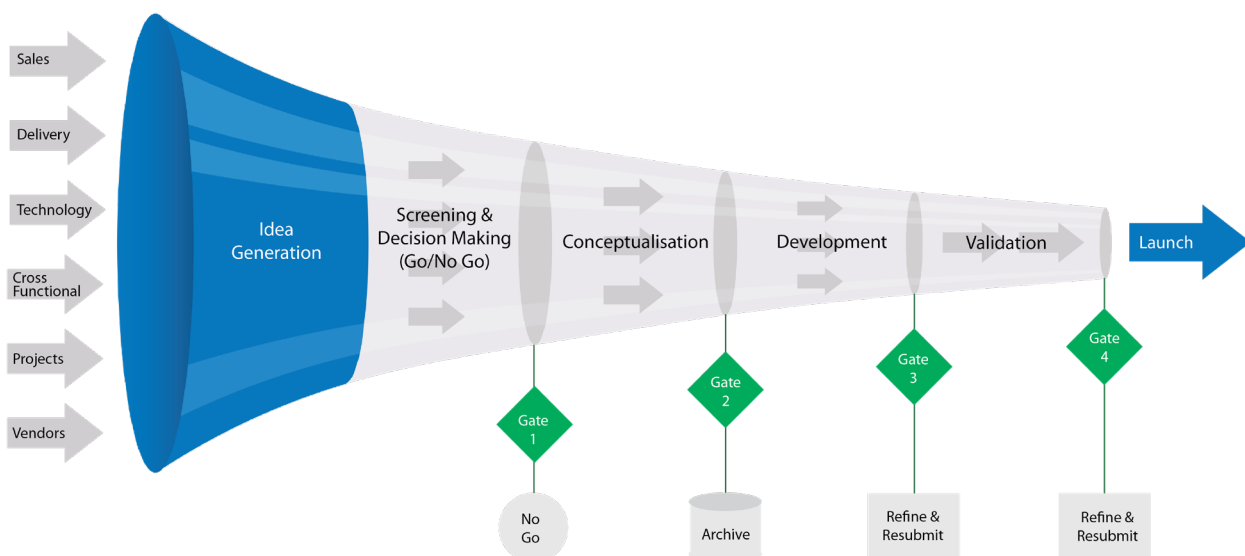 Sales
Delivery
Technology
Cross
Functional
Projects
Vendors
Idea
Generation
Screening &
Decision Making
(Go/No Go)
Conceptualisation
Development
Validation
Launch
Gate
1
Gate
2
Gate
3
Gate
4
No
Go
Archive
Refine &
Resubmit
Refine &
Resubmit